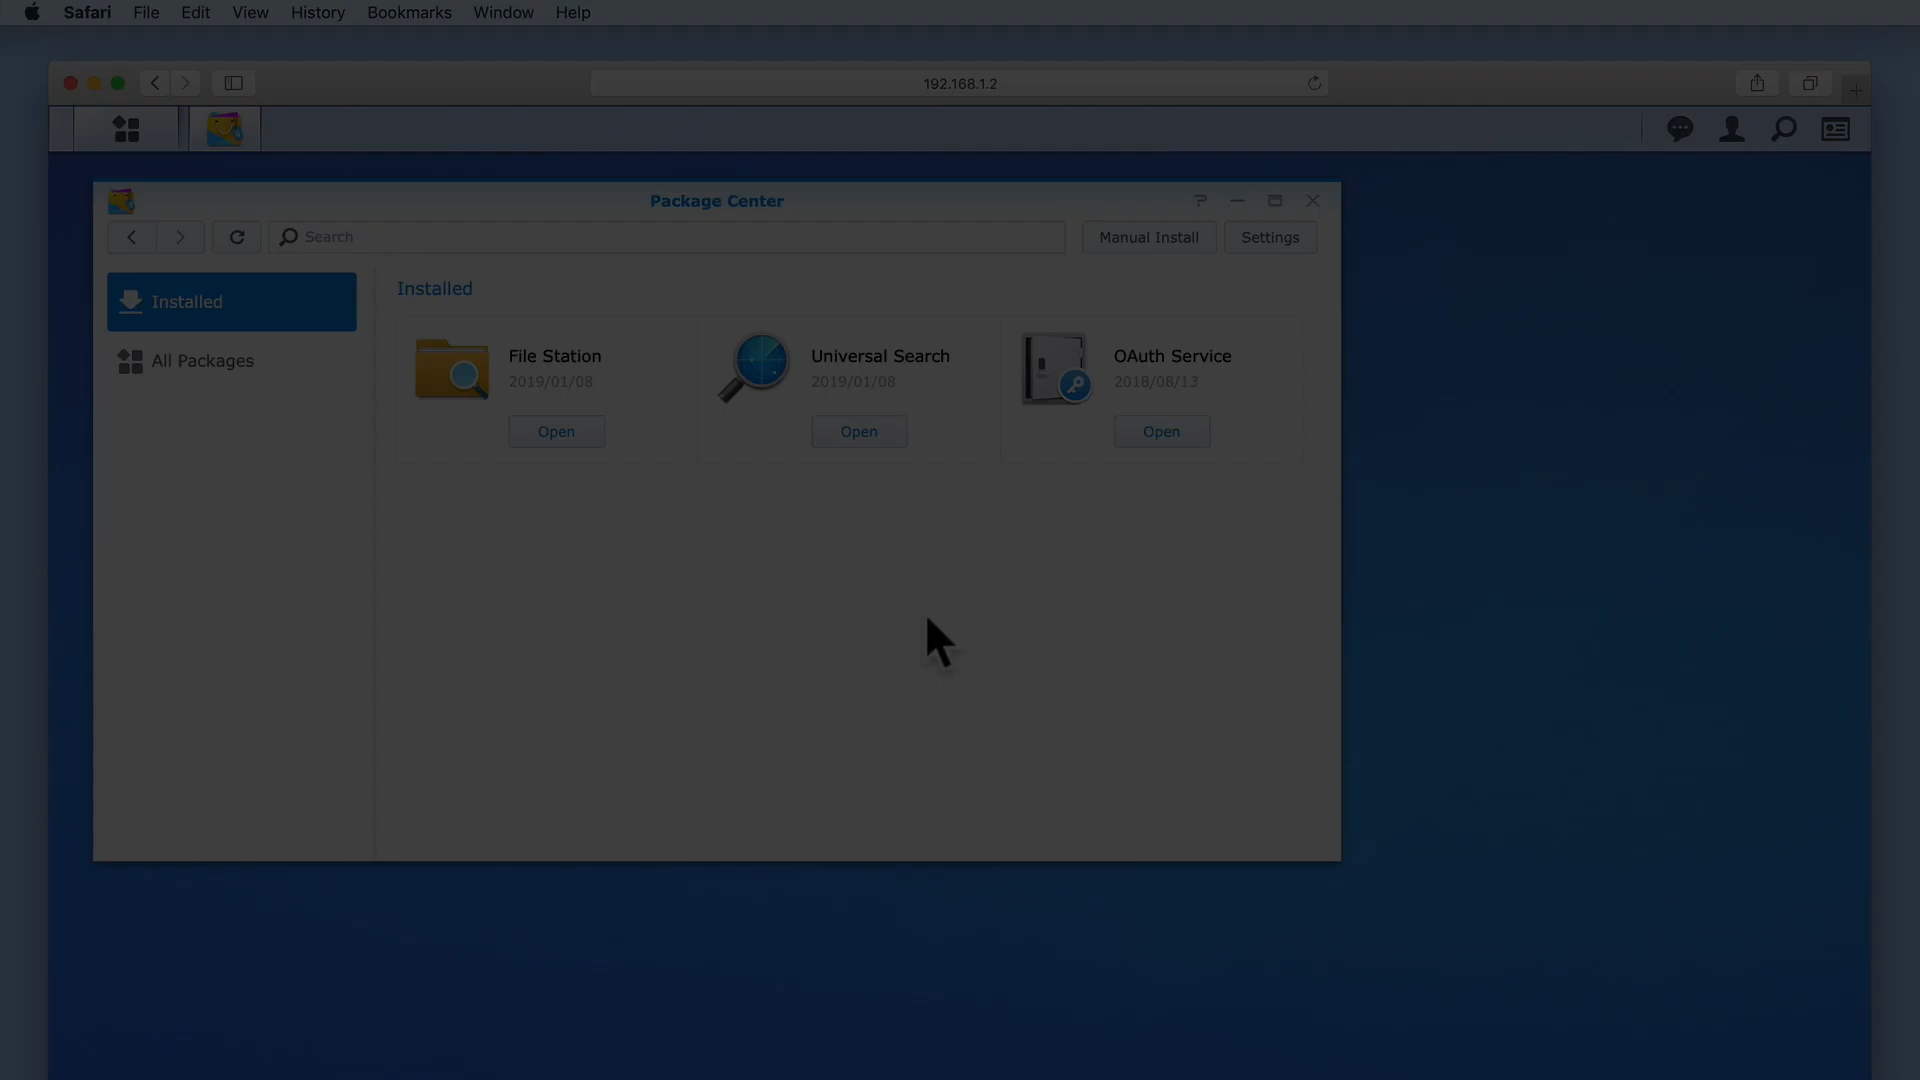 Safari File Edit View History Bookmarks Window Help
192.168.1.2
Package Center
Search
Manual Install
Settings
Installed
All Packages
Installed
File Station
2019/01/08
Open
Universal Search
2019/01/08
Open
OAuth Service
2018/08/13
Open